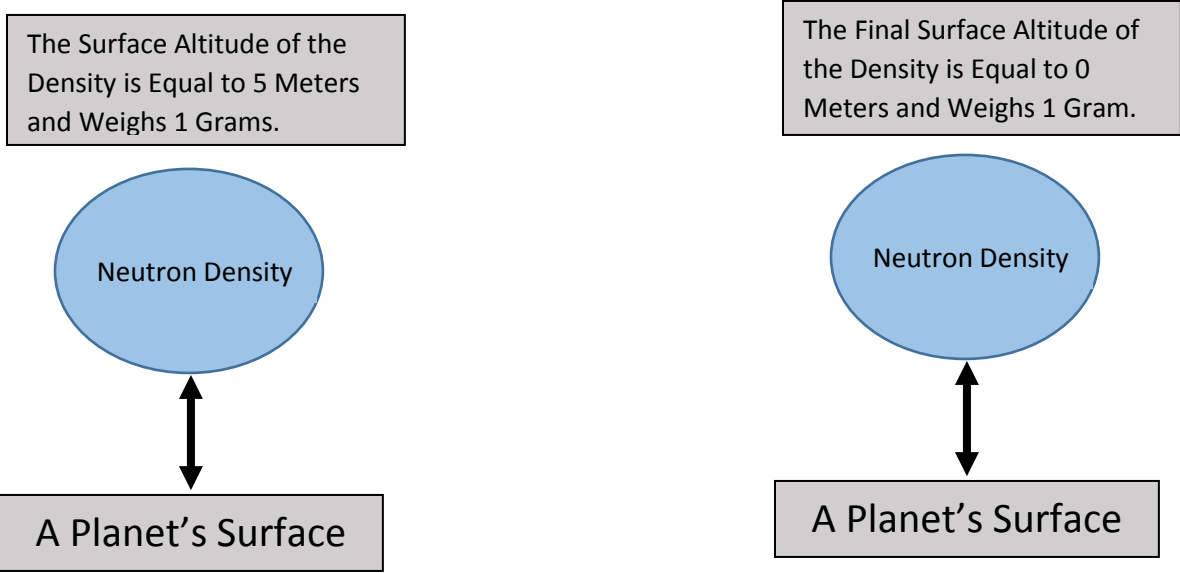 The Surface Altitude of the
Density is Equal to 5 Meters
and Weighs 1 Grams.
Neutron Density
A Planet's Surface
The Final Surface Altitude of
the Density is Equal to 0
Meters and Weighs 1 Gram.
Neutron Density
A Planet's Surface